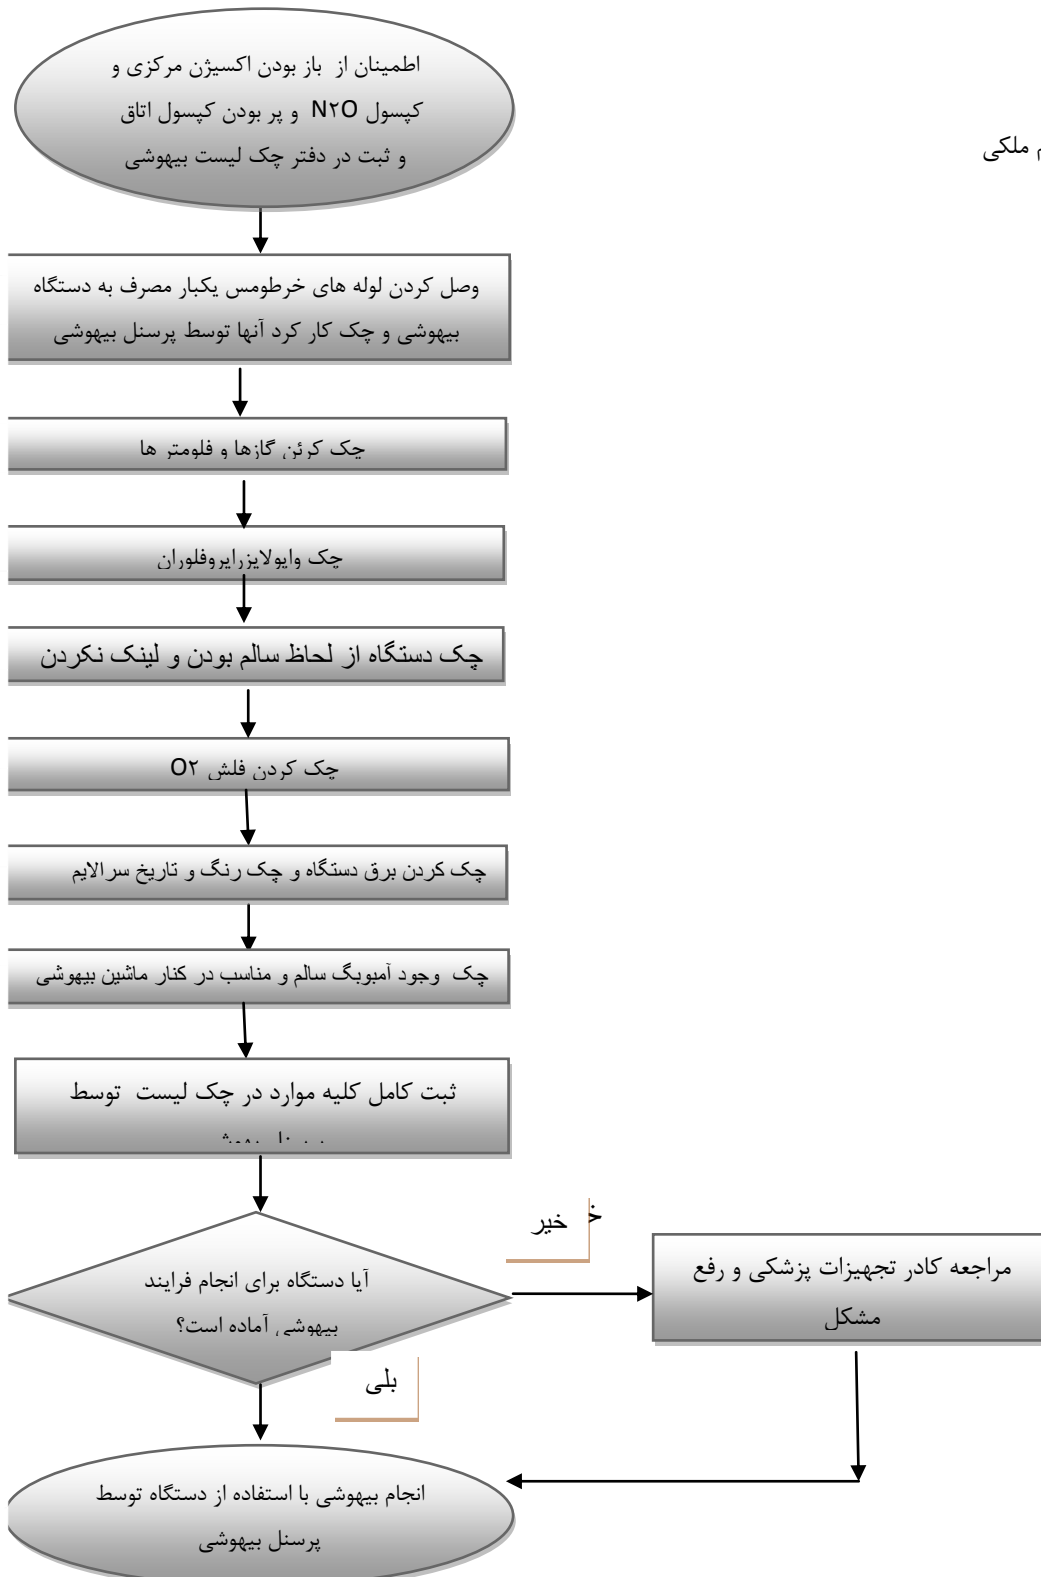 اطمینان از باز بودن اکسیژن مرکزی و
کپسول N۲O و پر بودن کپسول اتاق
و ثبت در دفتر چک لیست بیهوشی
م ملکی
وصل کردن لوله های خرطومس یکبار مصرف به دستگاه
بیهوشی و چک کار کرد آنها توسط پرسنل بیهوشی
چک کرئن گازها و فلومتر ها
چک وایولایزرایروفلوران
چک دستگاه از لحاظ سالم بودن و لینک نکردن
چک کردن فلش O۲
چک کردن برق دستگاه و چک رنگ و تاریخ سرالایم
چک وجود آمبوبگ سالم و مناسب در کنار ماشین بیهوشی
ثبت کامل کلیه موارد در چک لیست توسط
آیا دستگاه برای انجام فرایند
بیهوشی آماده است؟
خیر
مراجعه کادر تجهیزات پزشکی و رفع
مشکل
بلی
انجام بیهوشی با استفاده از دستگاه توسط
پرسنل بیهوشی